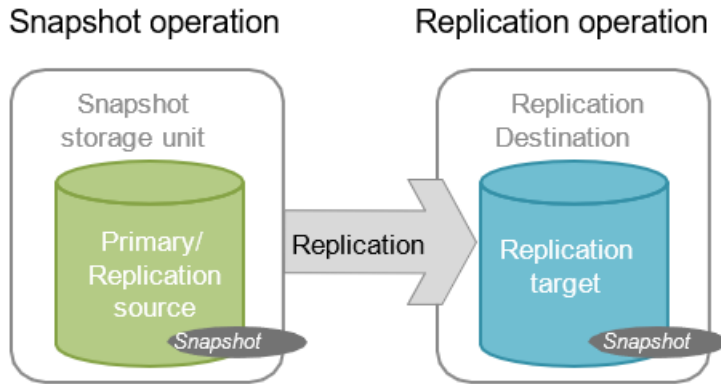 Snapshot operation
Replication operation
Snapshot
storage unit
Replication
Destination
Primary/
Replication
source
Replication
Replication
target
Snapshot
Snapshot